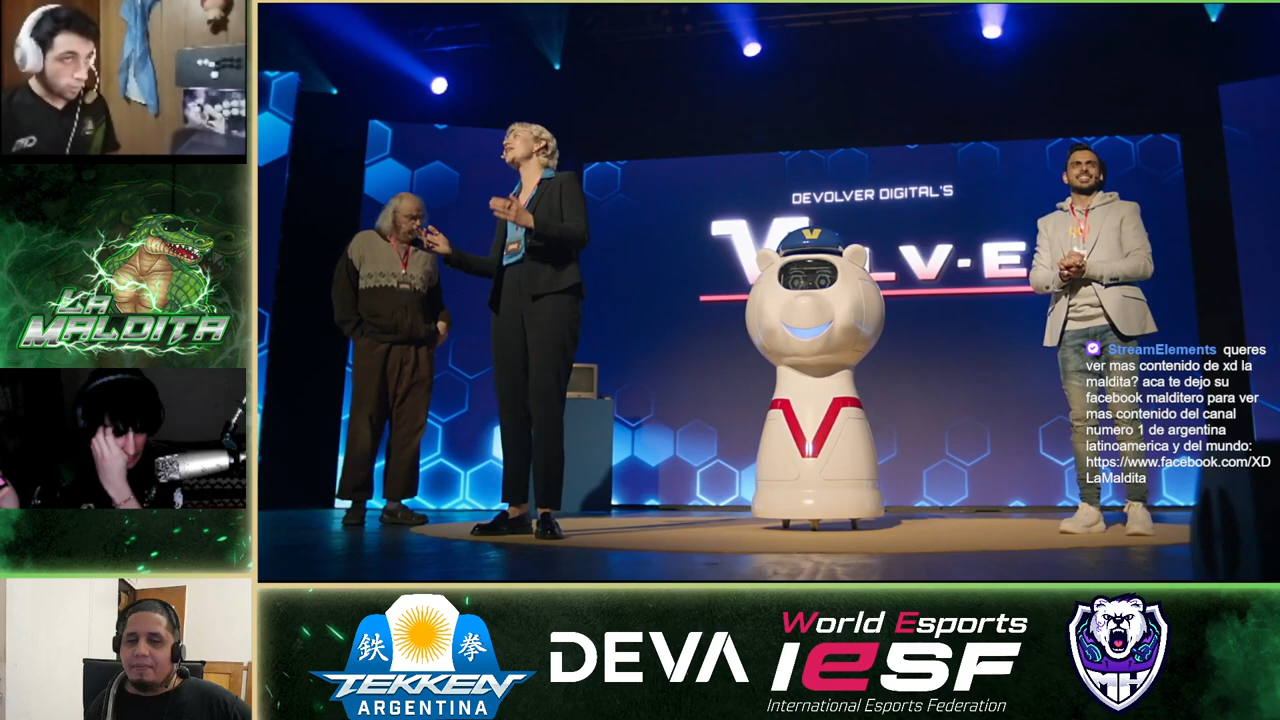 DEVOLVER DIGITAL'S
V LV-E
V
LA
MALDITA
StreamElements queres
ver mas contenido de xd la
maldita? aca te dejo su
facebook malditero para ver
mas contenido del canal
numero 1 de argentina
latinoamerica y del mundo:
https://www.facebook.com/XD
LaMaldita
鉄 拳
TEKKEN
ARGENTINA
DEVA
World Esports
IESF
International Esports Federation
MH